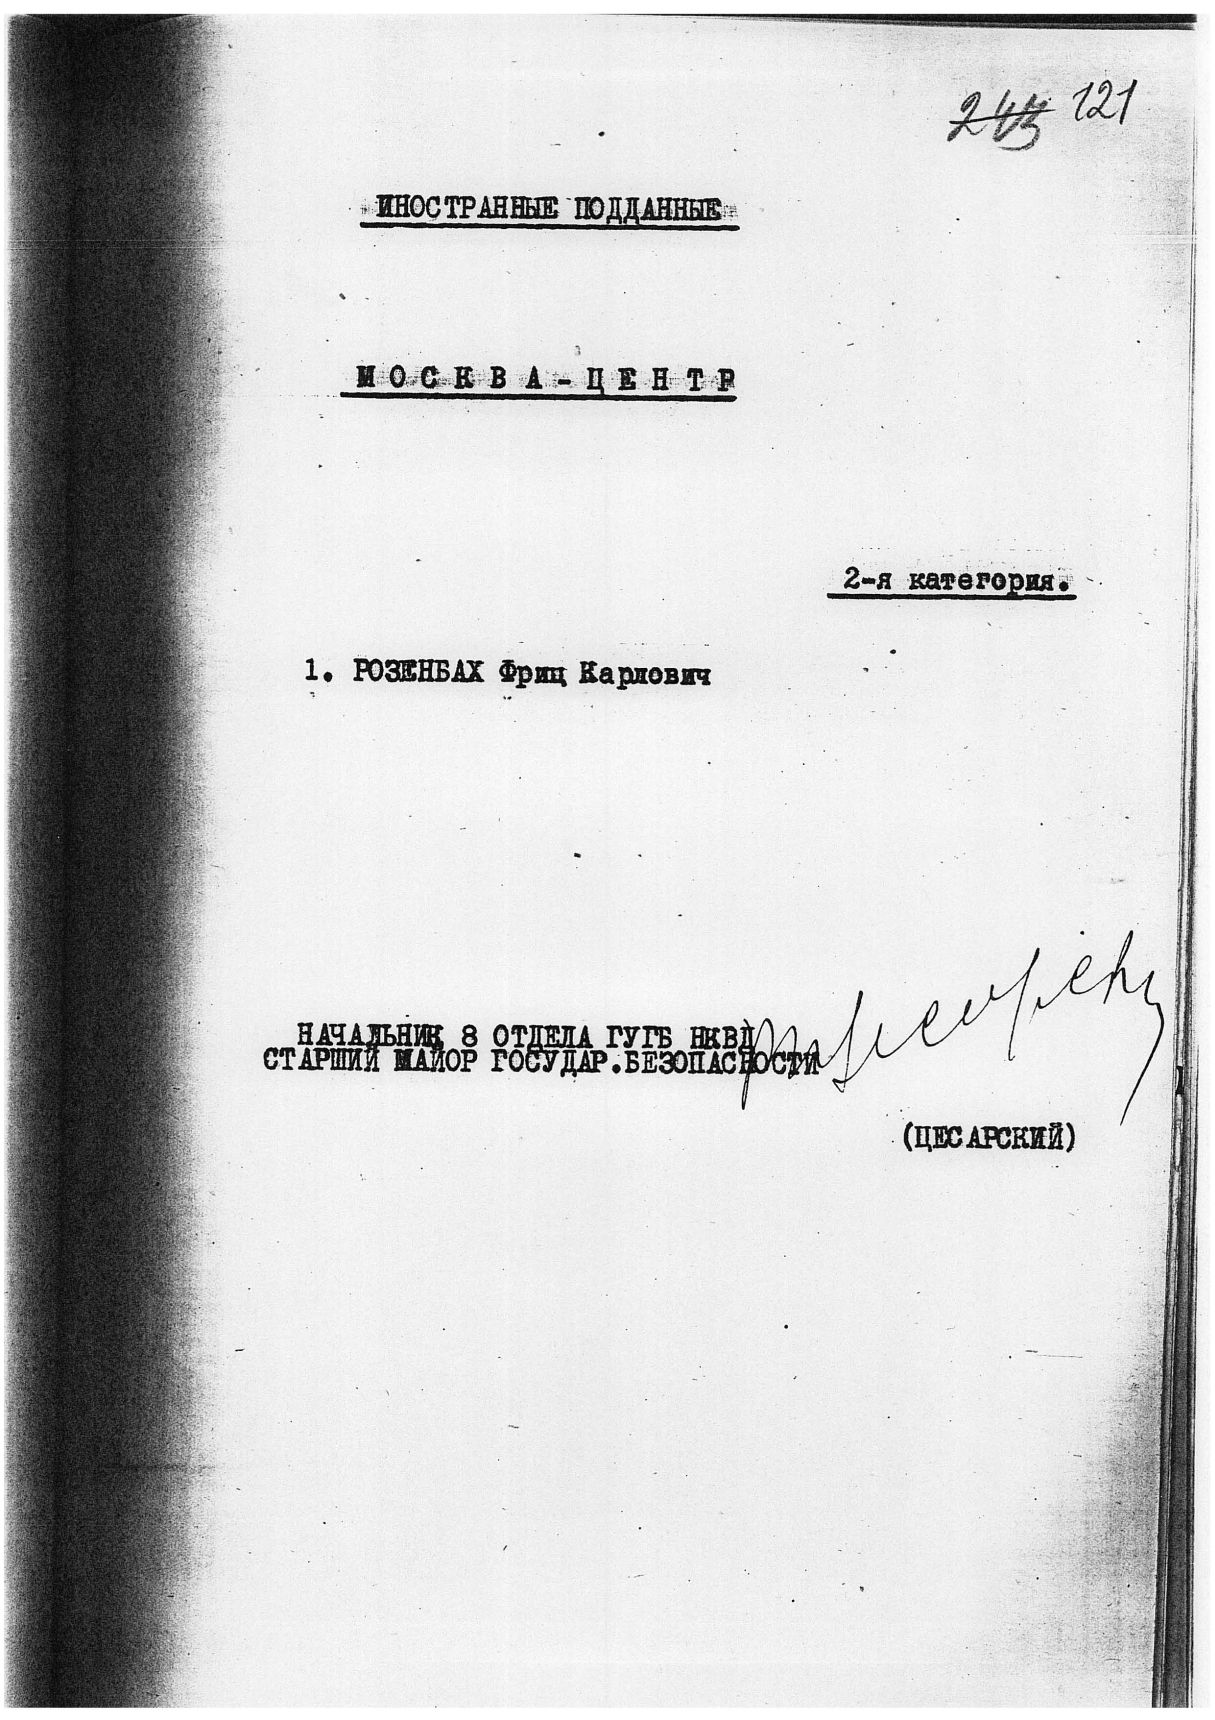 243 121
ИНОСТРАННЫЕ ПОДДАННЫЕ
МОСКВА-ЦЕНТР
2-я категория.
1. РОЗЕНБАХ Фриц Карлович
НАЧАЛЬНИК 8 ОТДЕЛА ГУГБ НКВД
СТАРШИЙ МАЙОР ГОСУДАР.БЕЗОПАСНОСТИ
(ЦЕСАРСКИЙ)